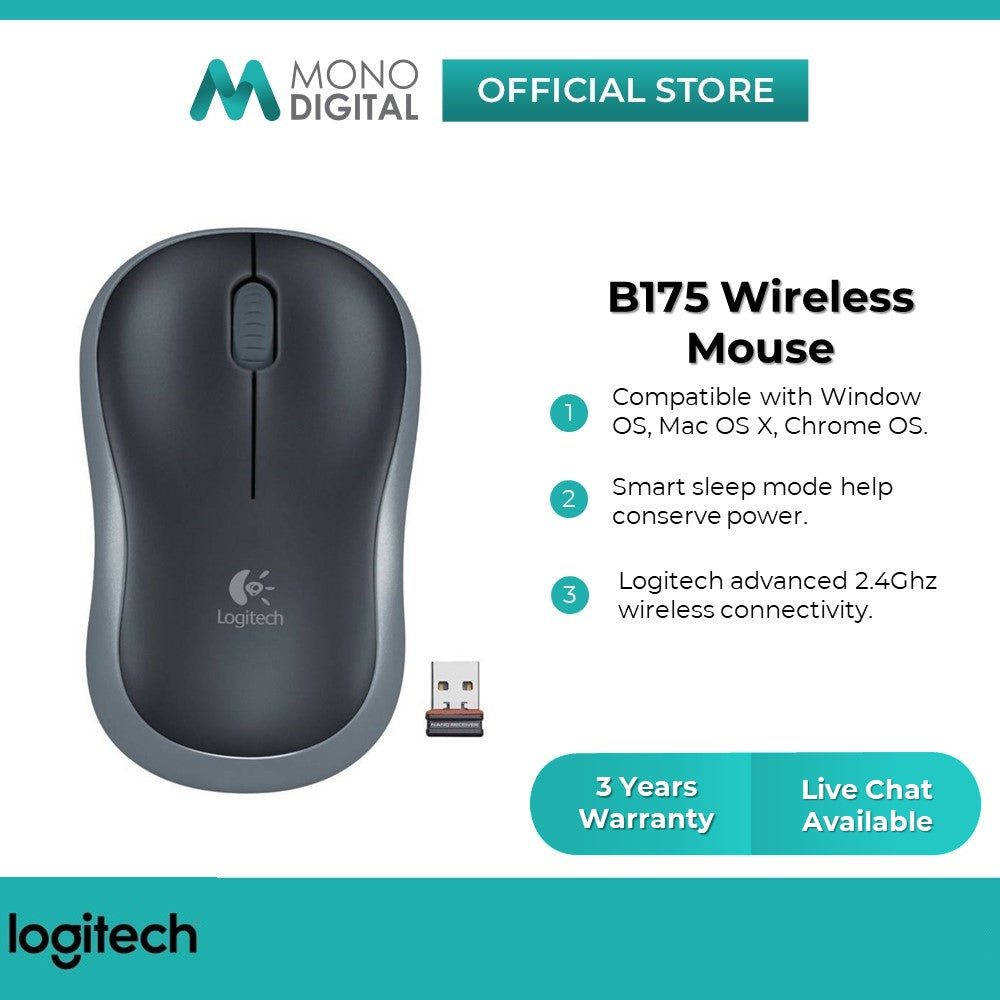 MONO
DIGITAL
OFFICIAL STORE
B175 Wireless
Mouse
1
Compatible with Window
OS, Mac OS X, Chrome OS.
2
Smart sleep mode help
conserve power.
3
Logitech advanced 2.4Ghz
wireless connectivity.
Logitech
NANO RECEIVER
3 Years
Warranty
Live Chat
Available
logitech